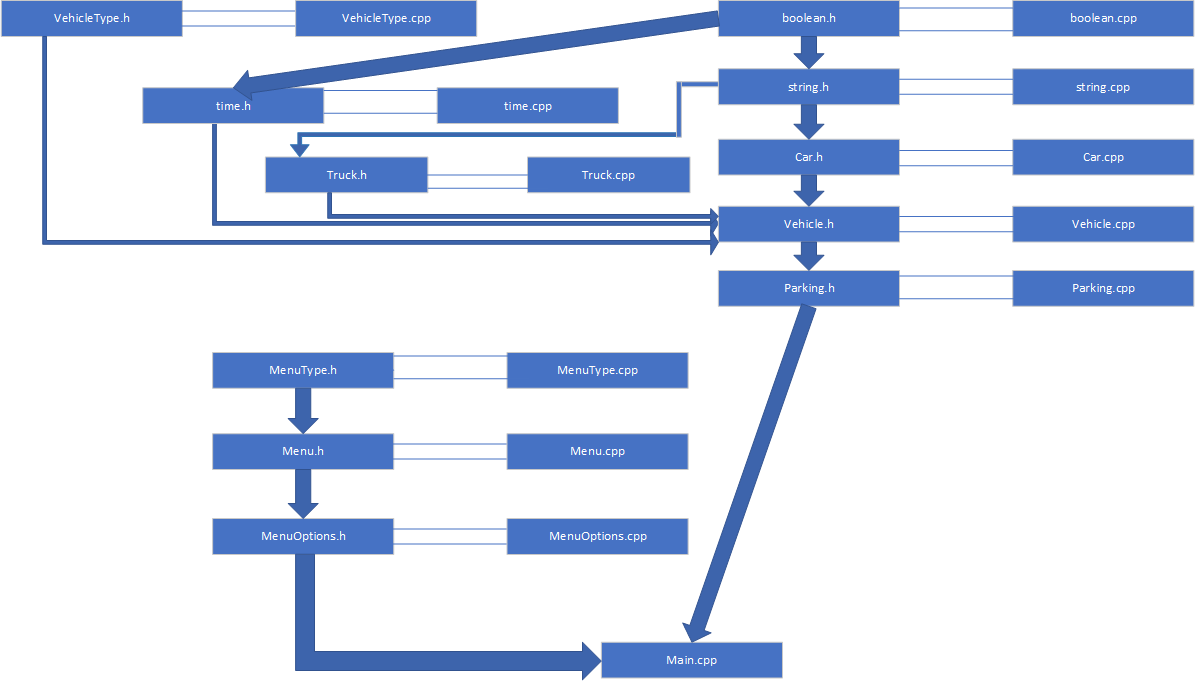 VehicleType.h
VehicleType.cpp
boolean.h
boolean.cpp
string.h
string.cpp
time.h
time.cpp
Car.h
Car.cpp
Truck.h
Truck.cpp
Vehicle.h
Vehicle.cpp
Parking.h
Parking.cpp
MenuType.h
MenuType.cpp
Menu.h
Menu.cpp
MenuOptions.h
MenuOptions.cpp
Main.cpp